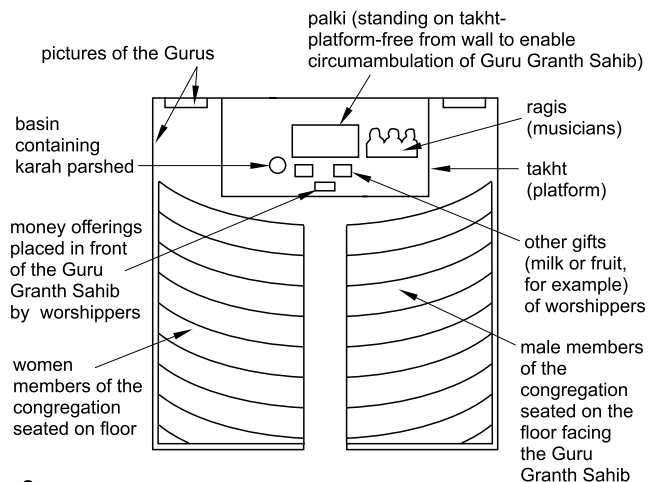 palki (standing on takht-
platform-free from wall to enable
circumambulation of Guru Granth Sahib)
pictures of the Gurus
basin
containing
karah parshed
ragis
(musicians)
takht
(platform)
money offerings
placed in front
of the Guru
Granth Sahib
by worshippers
other gifts
(milk or fruit,
for example)
of worshippers
women
members of the
congregation
seated on floor
male members
of the
congregation
seated on the
floor facing
the Guru
Granth Sahib